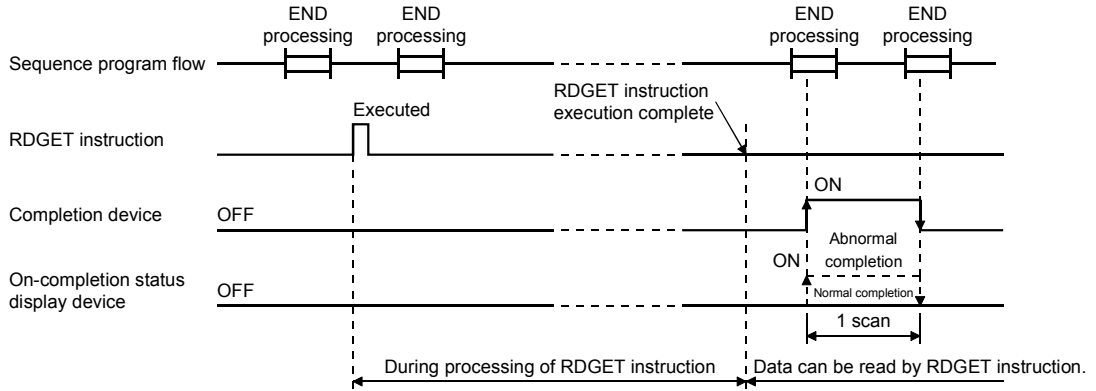 END
processing
END
processing
END
processing
END
processing
Sequence program flow
RDGET instruction
execution complete
Executed
RDGET instruction
ON
Completion device
OFF
Abnormal
completion
ON
On-completion status
display device
OFF
Normal completion
1 scan
During processing of RDGET instruction
Data can be read by RDGET instruction.